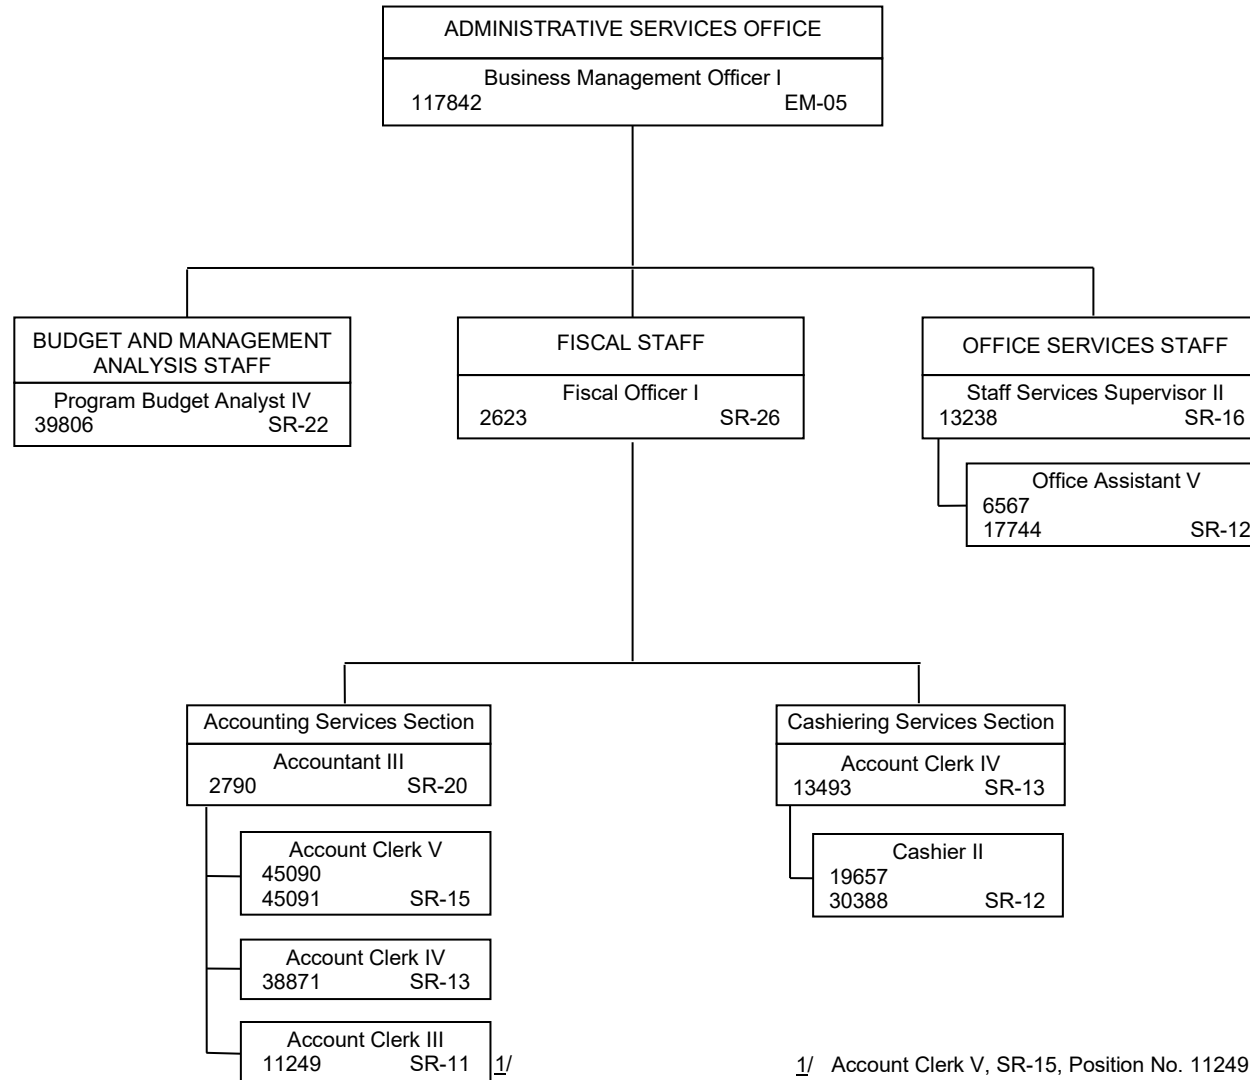 ADMINISTRATIVE SERVICES OFFICE
Business Management Officer I
117842 EM-05
BUDGET AND MANAGEMENT
ANALYSIS STAFF
Program Budget Analyst IV
39806 SR-22
FISCAL STAFF
Fiscal Officer I
2623 SR-26
OFFICE SERVICES STAFF
Staff Services Supervisor II
13238 SR-16
Office Assistant V
6567
17744 SR-12
Accounting Services Section
Accountant III
2790 SR-20
Account Clerk V
45090
45091 SR-15
Account Clerk IV
38871 SR-13
Account Clerk III
11249 SR-11 1/
Cashiering Services Section
Account Clerk IV
13493 SR-13
Cashier II
19657
30388 SR-12
1/ Account Clerk V, SR-15, Position No. 11249